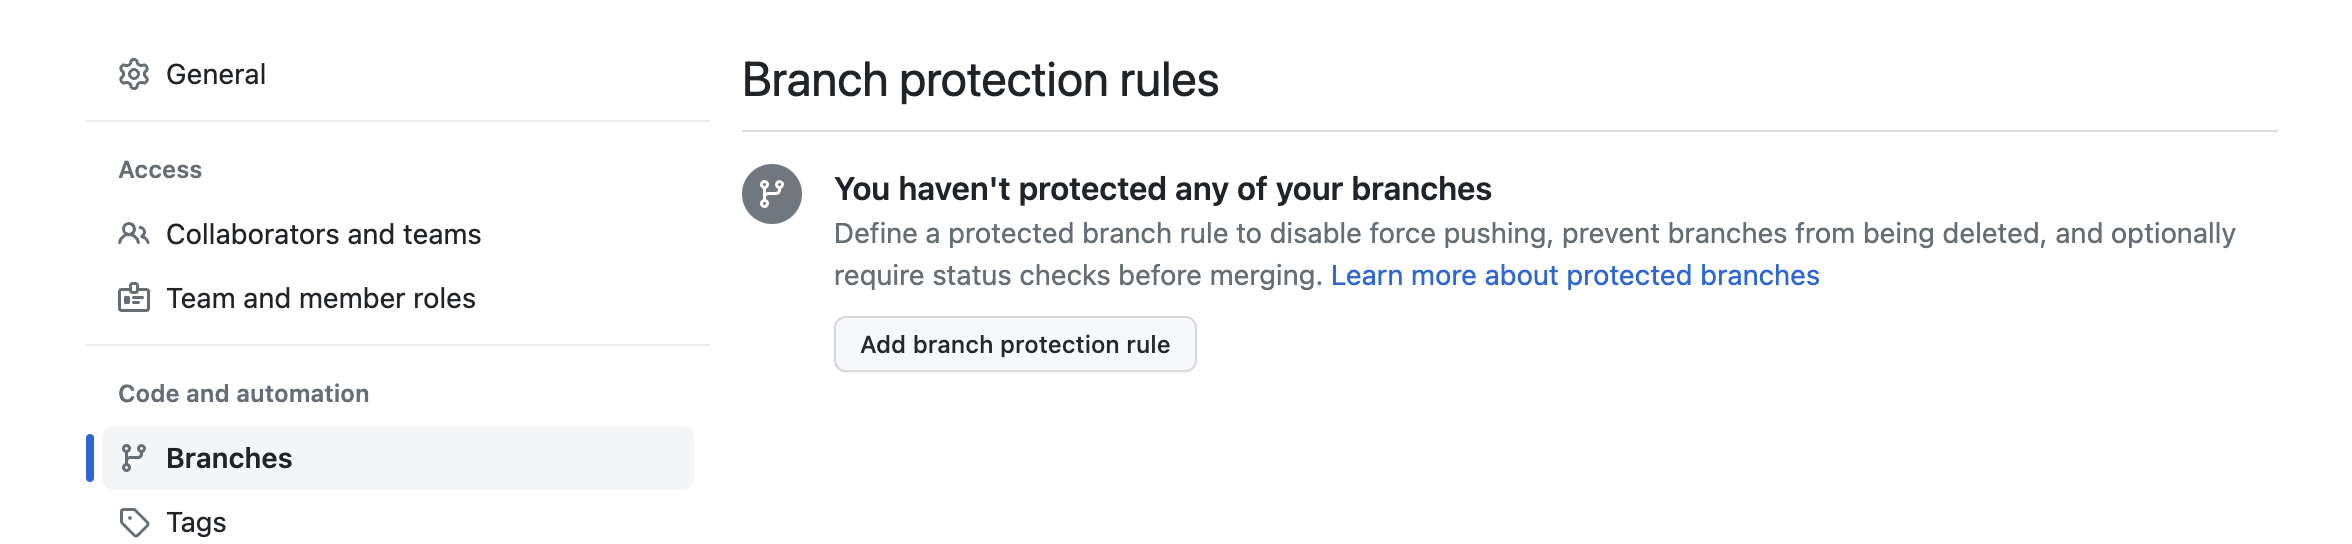 General
Access
Collaborators and teams
Team and member roles
Code and automation
Branches
Tags
Branch protection rules
You haven't protected any of your branches
Define a protected branch rule to disable force pushing, prevent branches from being deleted, and optionally
require status checks before merging. Learn more about protected branches
Add branch protection rule